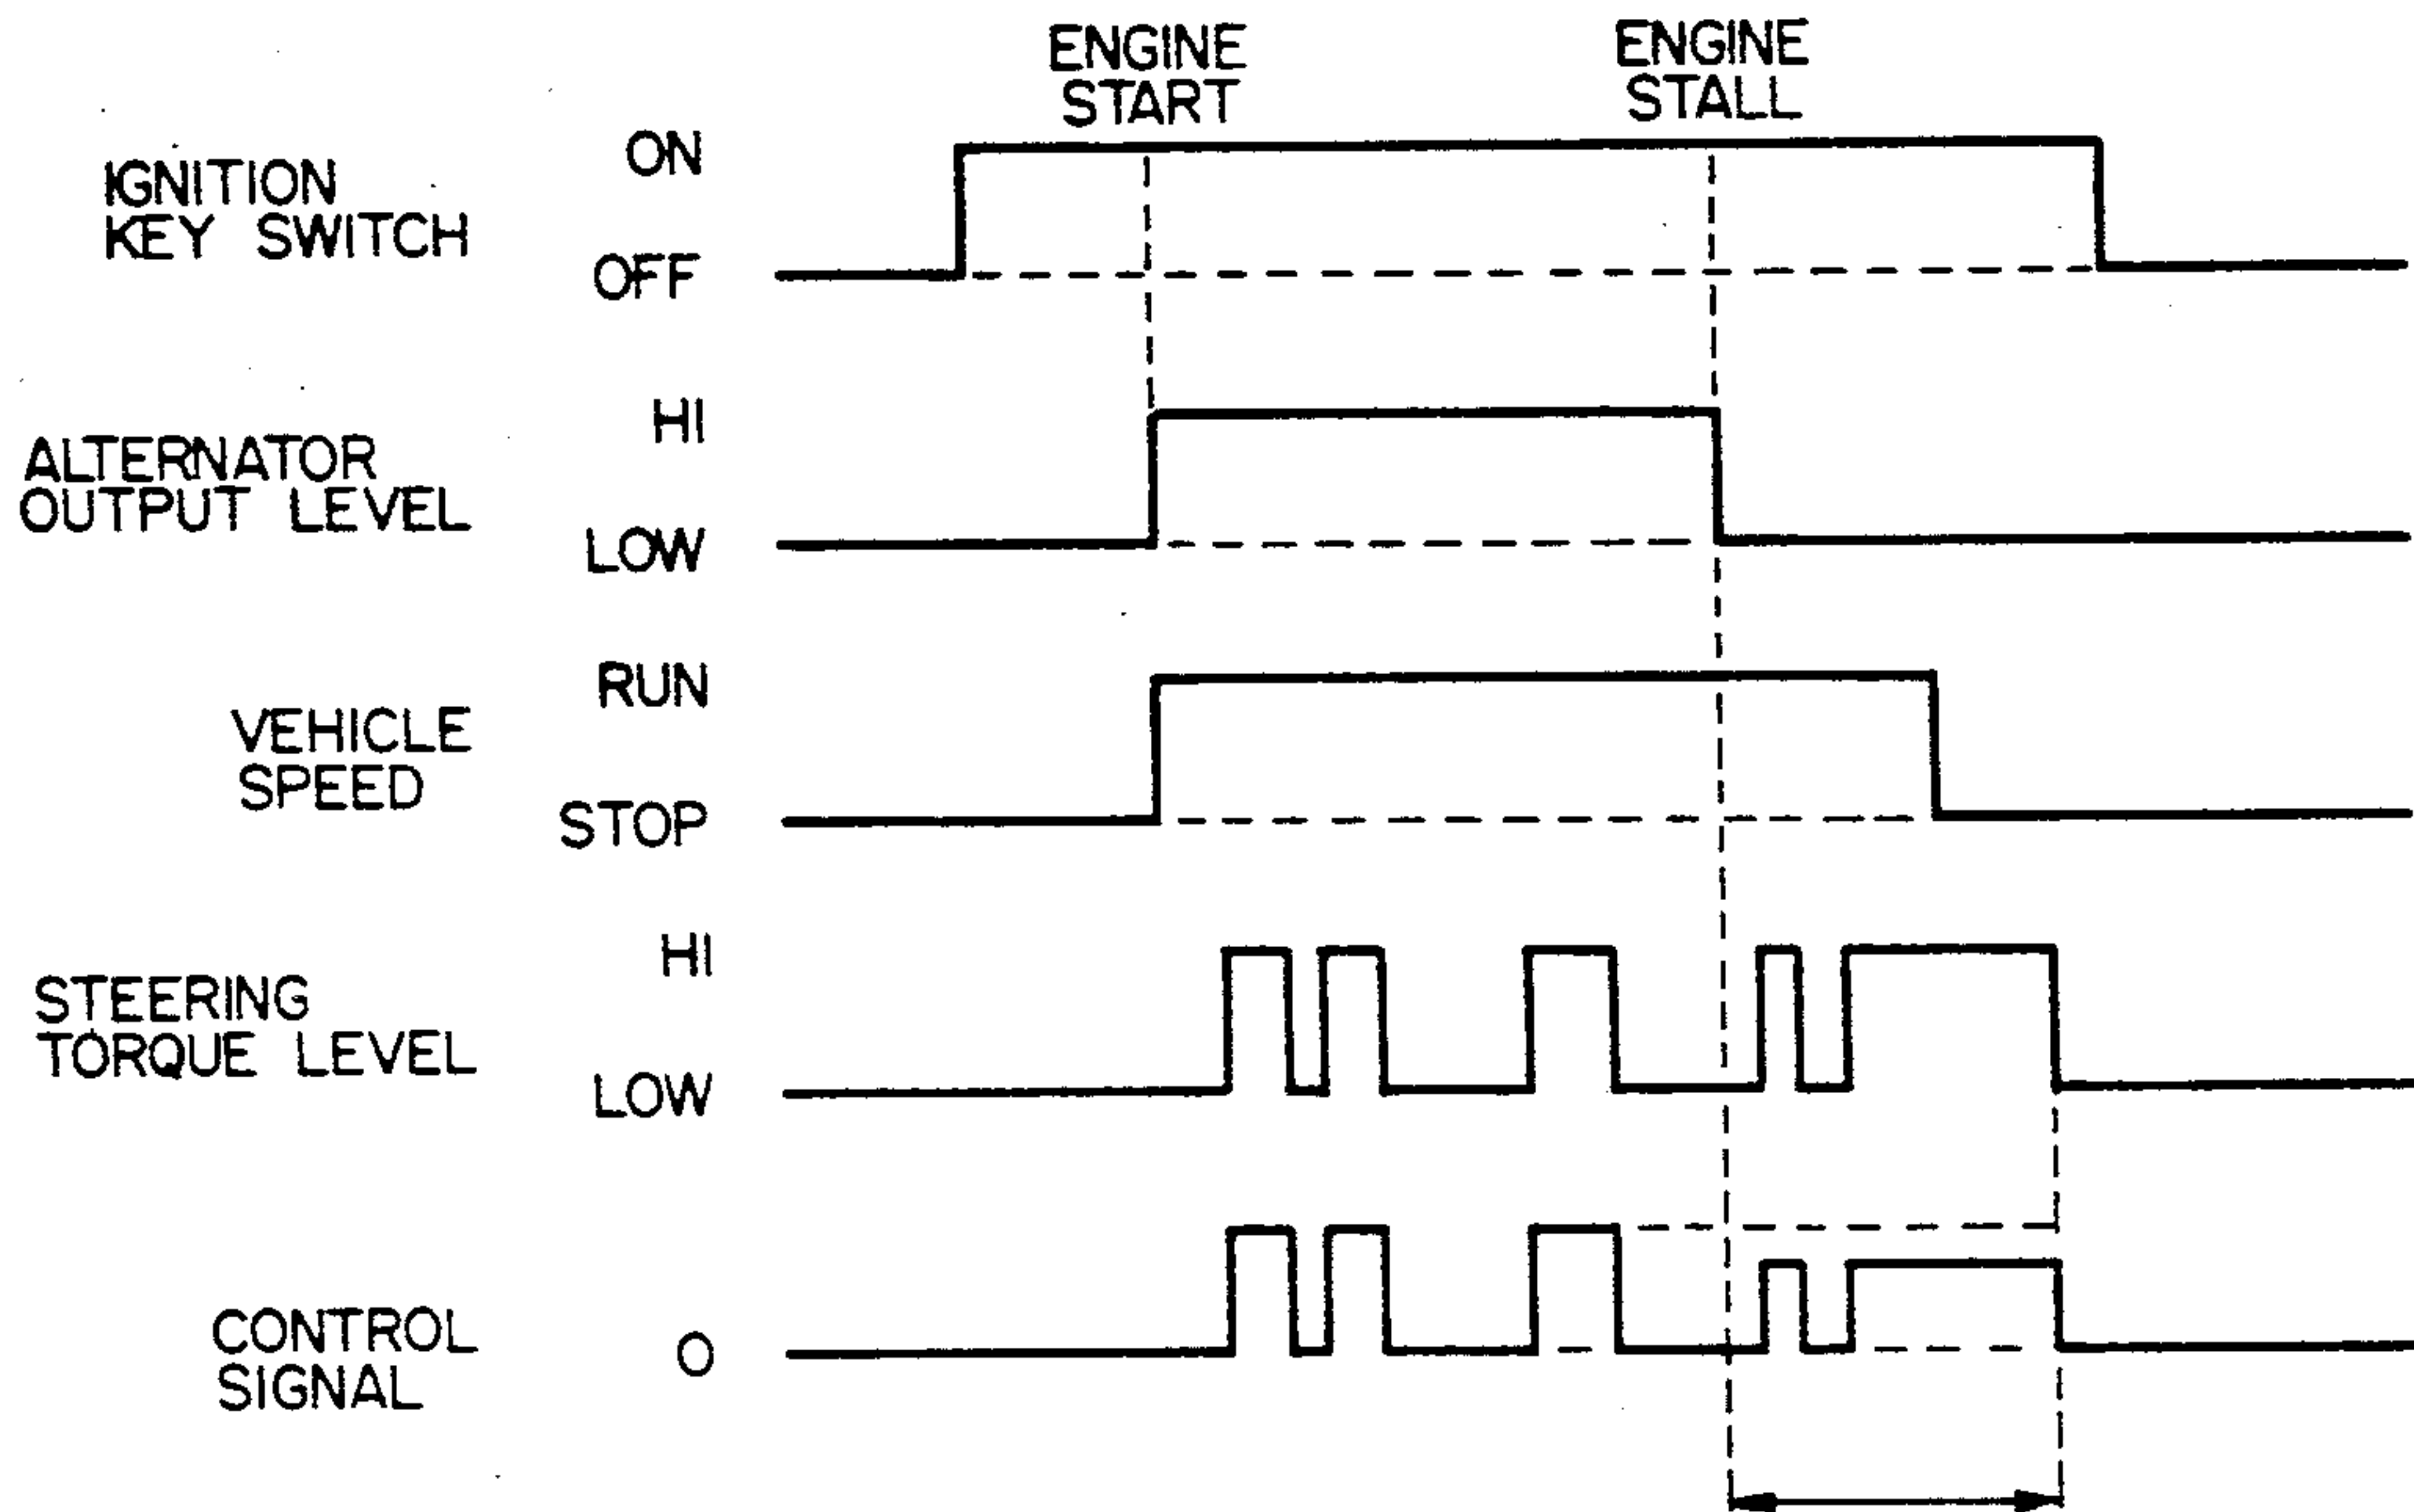 ENGINE
START
ENGINE
STALL
IGNITION
KEY SWITCH
ON
OFF
ALTERNATOR
OUTPUT LEVEL
HI
LOW
VEHICLE
SPEED
RUN
STOP
STEERING
TORQUE LEVEL
HI
LOW
CONTROL
SIGNAL
O